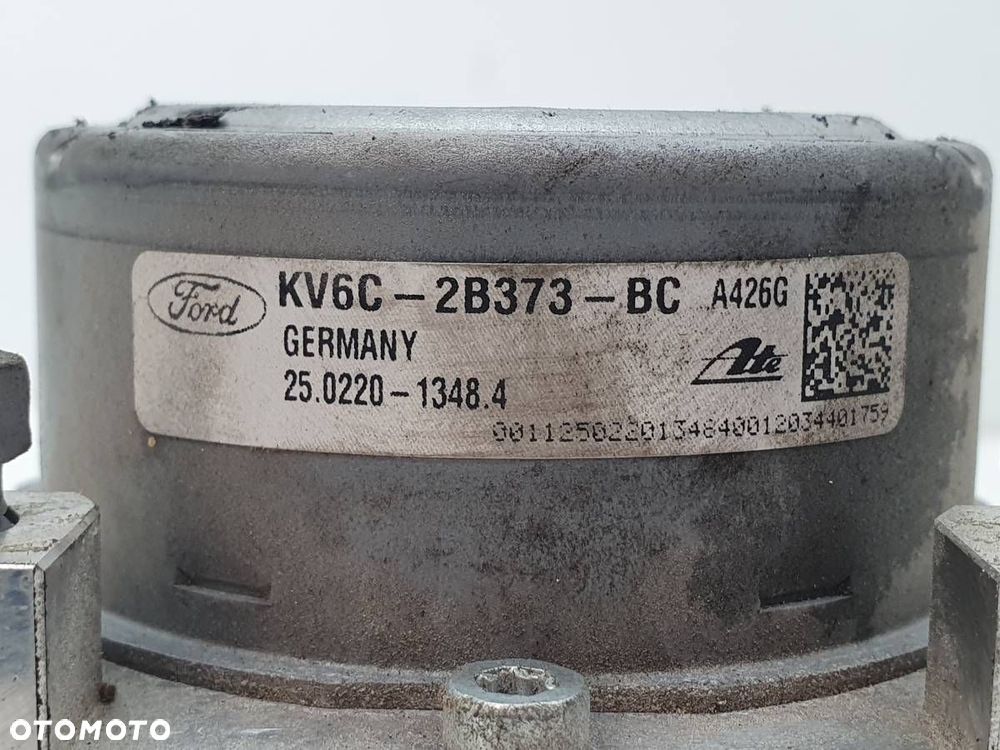 Ford KV6C-2B373-BC A426G
GERMANY
Ate
25.0220-1348.4
0011250220134840012034401759
OTOMOTO